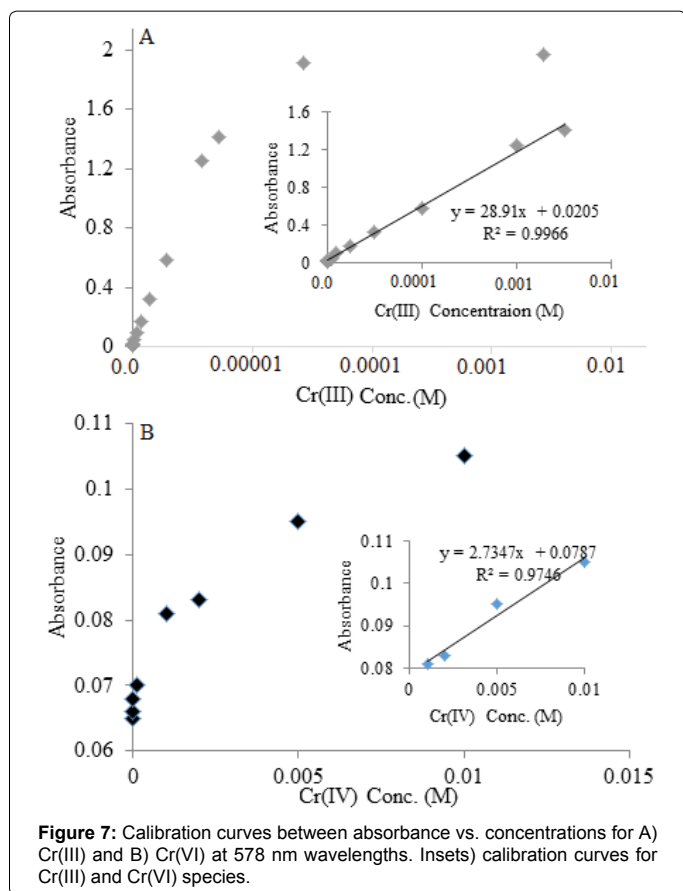 A
2
1.6
1.2
0.8
0.4
0
Absorbance
0.0
0.00001
0.0001
0.001
0.01
Cr(III) Conc. (M)
1.6
1.2
0.8
0.4
0
Absorbance
y = 28.91x + 0.0205
R² = 0.9966
0.0
0.0001
0.001
0.01
Cr(III) Concentraion (M)
B
0.11
0.1
0.09
0.08
0.07
0.06
Absorbance
0
0.005
0.01
0.015
Cr(IV) Conc. (M)
0.11
0.1
0.09
0.08
Absorbance
y = 2.7347x + 0.0787
R² = 0.9746
0
0.005
0.01
Cr(IV) Conc. (M)
Figure 7: Calibration curves between absorbance vs. concentrations for A)
Cr(III) and B) Cr(VI) at 578 nm wavelengths. Insets) calibration curves for
Cr(III) and Cr(VI) species.